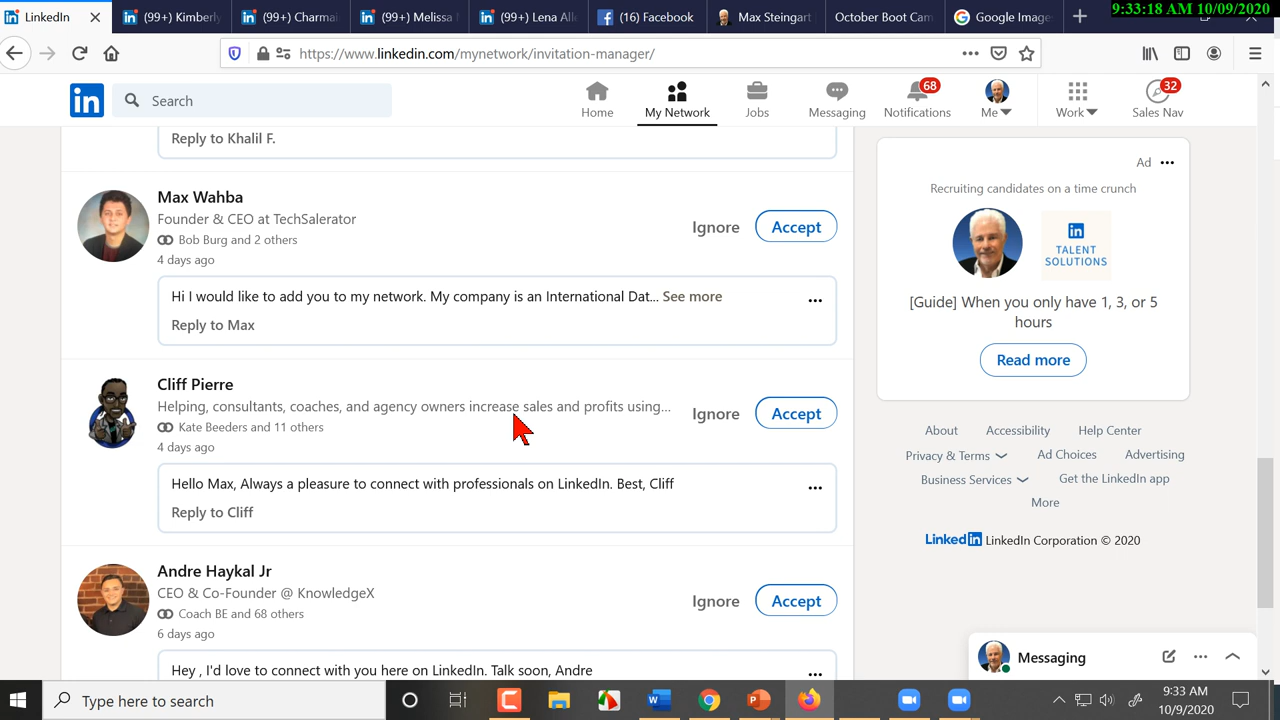 LinkedIn
(99+) Kimberly
(99+) Charmai
(99+) Melissa
(99+) Lena Alle
(16) Facebook
Max Steingart
October Boot Cam
Google Image
9:33:18 AM 10/09/2020
https://www.linkedin.com/mynetwork/invitation-manager/
in
Search
Home
My Network
Jobs
Messaging
68
Notifications
Me
Work
32
Sales Nav
Reply to Khalil F.
Max Wahba
Founder & CEO at TechSalerator
Bob Burg and 2 others
4 days ago
Ignore
Accept
Hi I would like to add you to my network. My company is an International Dat... See more
Reply to Max
Cliff Pierre
Helping, consultants, coaches, and agency owners increase sales and profits using...
Kate Beeders and 11 others
4 days ago
Ignore
Accept
Hello Max, Always a pleasure to connect with professionals on LinkedIn. Best, Cliff
Reply to Cliff
Andre Haykal Jr
CEO & Co-Founder @ KnowledgeX
Coach BE and 68 others
6 days ago
Ignore
Accept
Hey , I'd love to connect with you here on LinkedIn. Talk soon, Andre
Ad
Recruiting candidates on a time crunch
in
TALENT
SOLUTIONS
[Guide] When you only have 1, 3, or 5
hours
Read more
About Accessibility Help Center
Privacy & Terms Ad Choices Advertising
Business Services Get the LinkedIn app
More
LinkedIn LinkedIn Corporation © 2020
Messaging
Type here to search
9:33 AM
10/9/2020